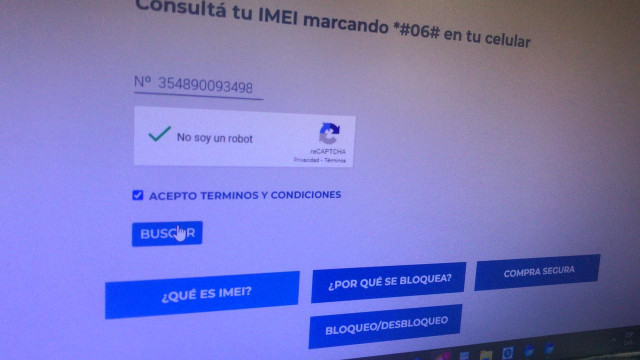 Consultá tu IMEI marcando *#06# en tu celular
Nº 354890093498
No soy un robot
reCAPTCHA
Privacidad - Términos
ACEPTO TERMINOS Y CONDICIONES
BUSCAR
¿QUÉ ES IMEI?
¿POR QUÉ SE BLOQUEA?
COMPRA SEGURA
BLOQUEO/DESBLOQUEO